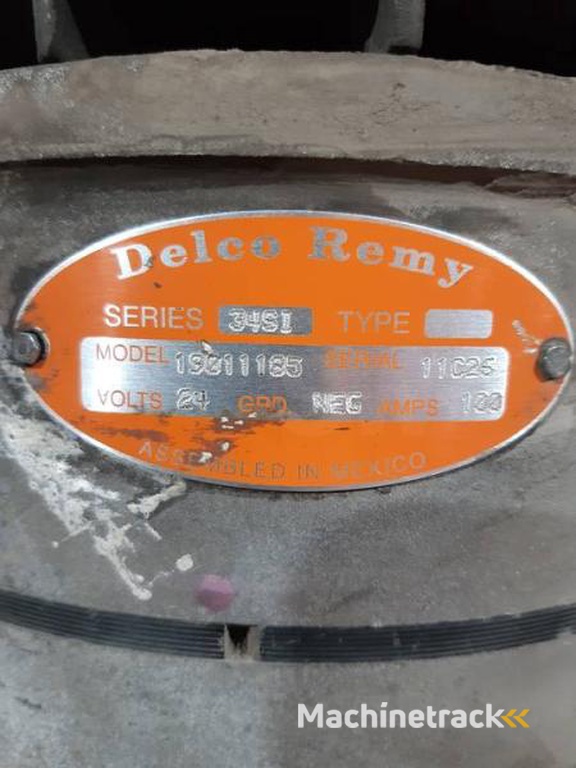 Delco Remy
SERIES 34SI TYPE
MODEL 19011185 SERIAL 11C25
VOLTS 24 GRD NEG AMPS 100
ASSEMBLED IN MEXICO
Machinetrack